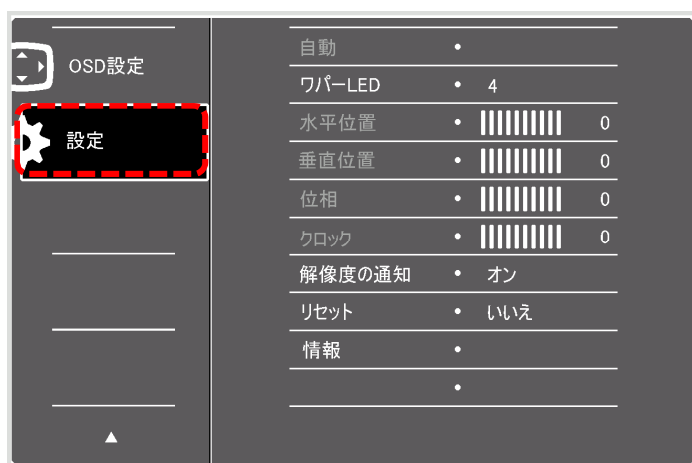 OSD設定
設定
▲
自動 •
ワパーLED • 4
水平位置 • 0
垂直位置 • 0
位相 • 0
クロック • 0
解像度の通知 • オン
リセット • いいえ
情報 •
•